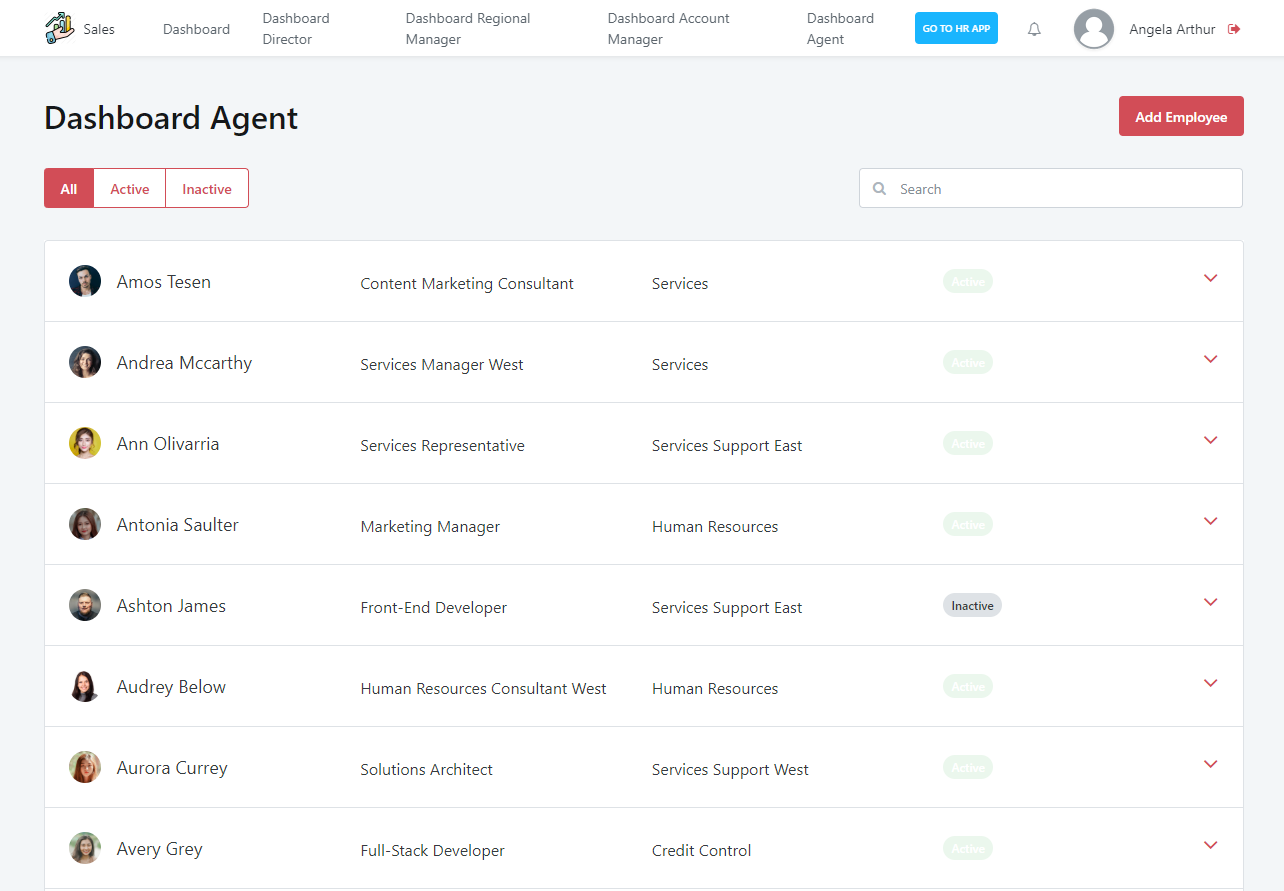 Sales
Dashboard
Dashboard
Director
Dashboard Regional
Manager
Dashboard Account
Manager
Dashboard
Agent
GO TO HR APP
Angela Arthur
Dashboard Agent
Add Employee
All
Active
Inactive
Search
Amos Tesen Content Marketing Consultant Services Active
Andrea Mccarthy Services Manager West Services Active
Ann Olivarria Services Representative Services Support East Active
Antonia Saulter Marketing Manager Human Resources Active
Ashton James Front-End Developer Services Support East Inactive
Audrey Below Human Resources Consultant West Human Resources Active
Aurora Currey Solutions Architect Services Support West Active
Avery Grey Full-Stack Developer Credit Control Active